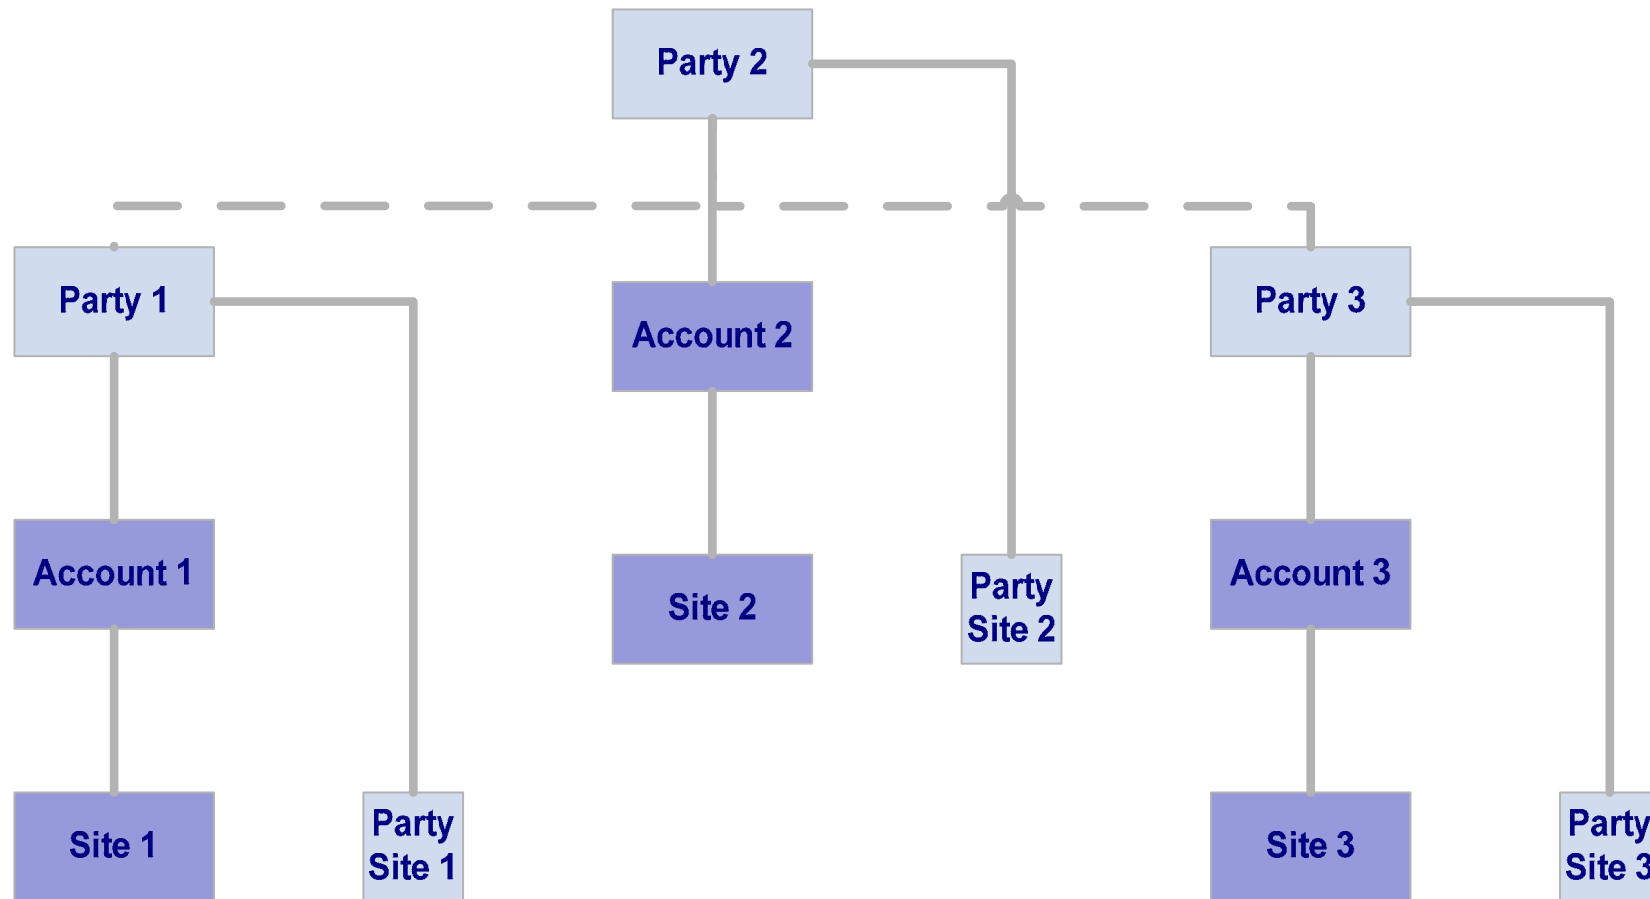 Party 2
Party 1
Account 2
Party 3
Account 1
Site 2
Party
Site 2
Account 3
Site 1
Party
Site 1
Site 3
Party
Site 3